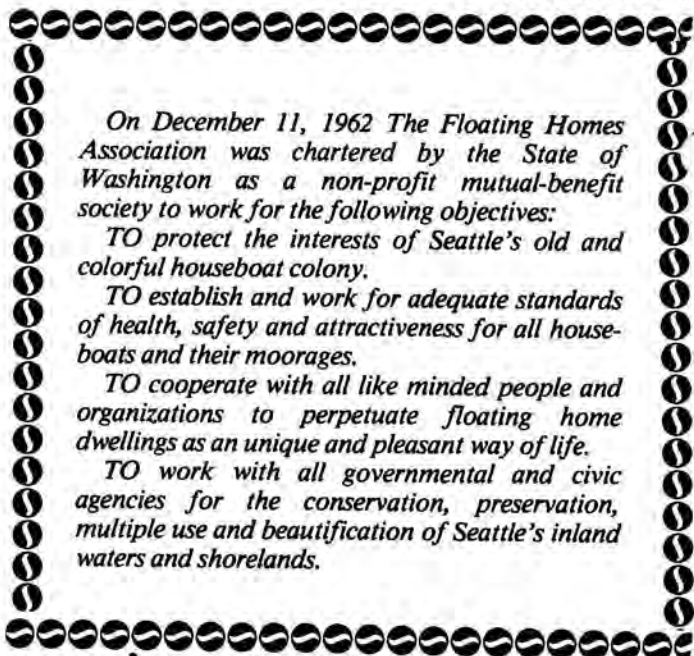 On December 11, 1962 The Floating Homes
Association was chartered by the State of
Washington as a non-profit mutual-benefit
society to work for the following objectives:
TO protect the interests of Seattle's old and
colorful houseboat colony.
TO establish and work for adequate standards
of health, safety and attractiveness for all house-
boats and their moorages.
TO cooperate with all like minded people and
organizations to perpetuate floating home
dwellings as an unique and pleasant way of life.
TO work with all governmental and civic
agencies for the conservation, preservation,
multiple use and beautification of Seattle's inland
waters and shorelands.